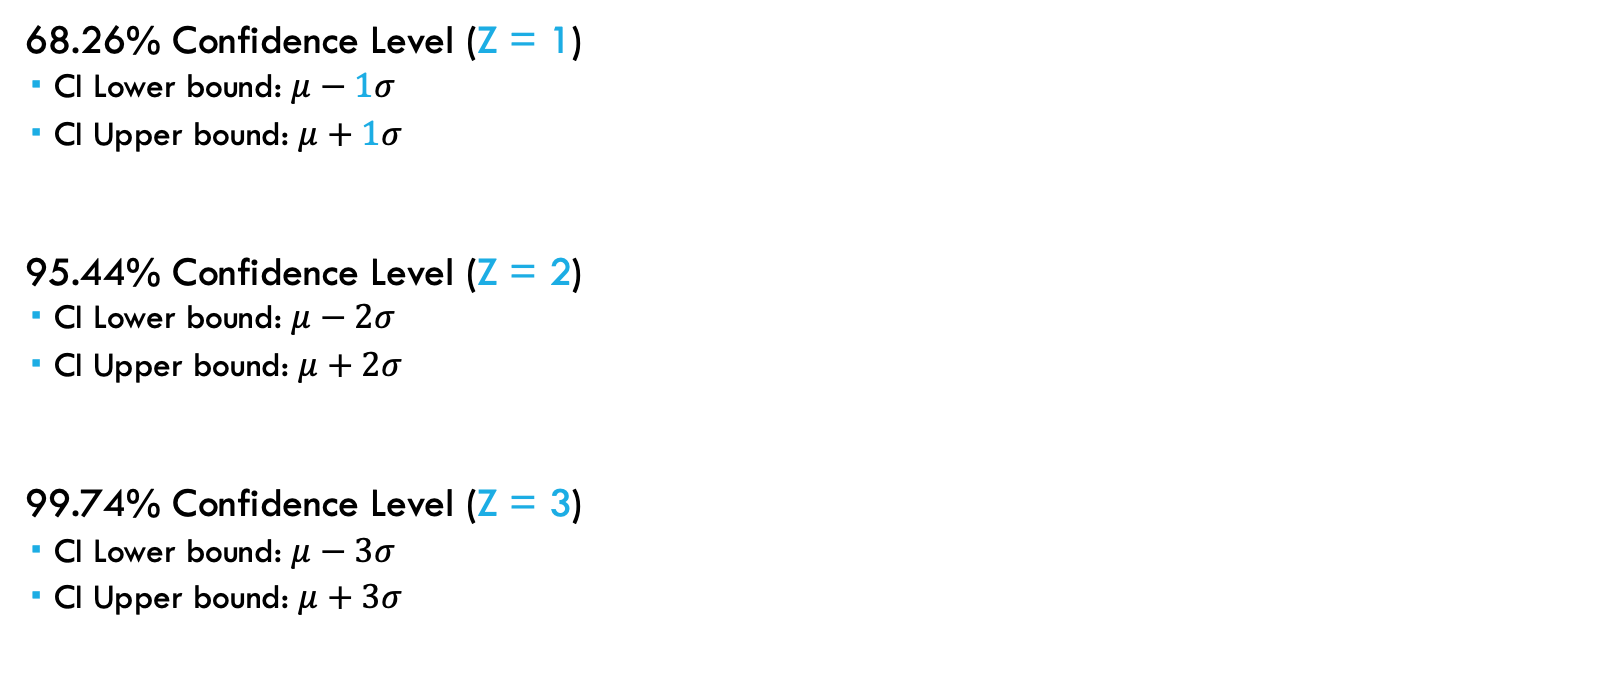 68.26% Confidence Level (Z = 1)
▪ CI Lower bound: μ − 1σ
▪ CI Upper bound: μ + 1σ
95.44% Confidence Level (Z = 2)
▪ CI Lower bound: μ − 2σ
▪ CI Upper bound: μ + 2σ
99.74% Confidence Level (Z = 3)
▪ CI Lower bound: μ − 3σ
▪ CI Upper bound: μ + 3σ